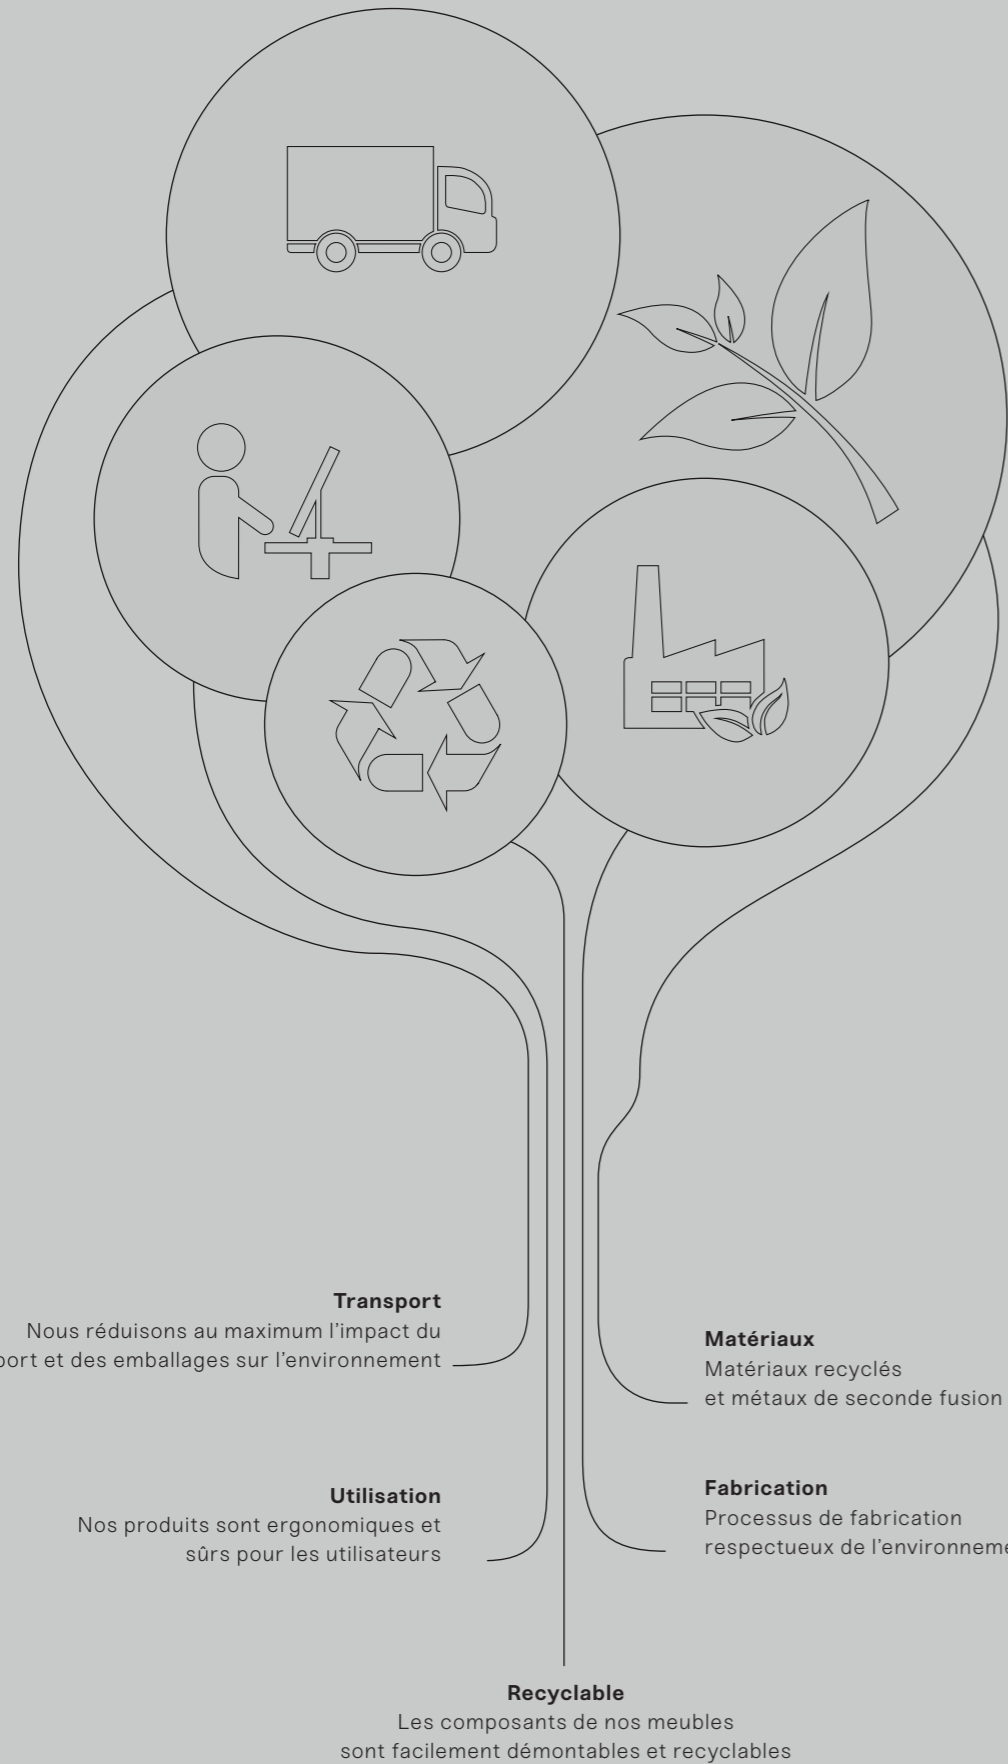 Transport
Nous réduisons au maximum l'impact du
et des emballages sur l'environnement
Matériaux
Matériaux recyclés
et métaux de seconde fusion
Utilisation
Nos produits sont ergonomiques et
sûrs pour les utilisateurs
Fabrication
Processus de fabrication
respectueux de
Recyclable
Les composants de nos meubles
sont facilement démontables et recyclables